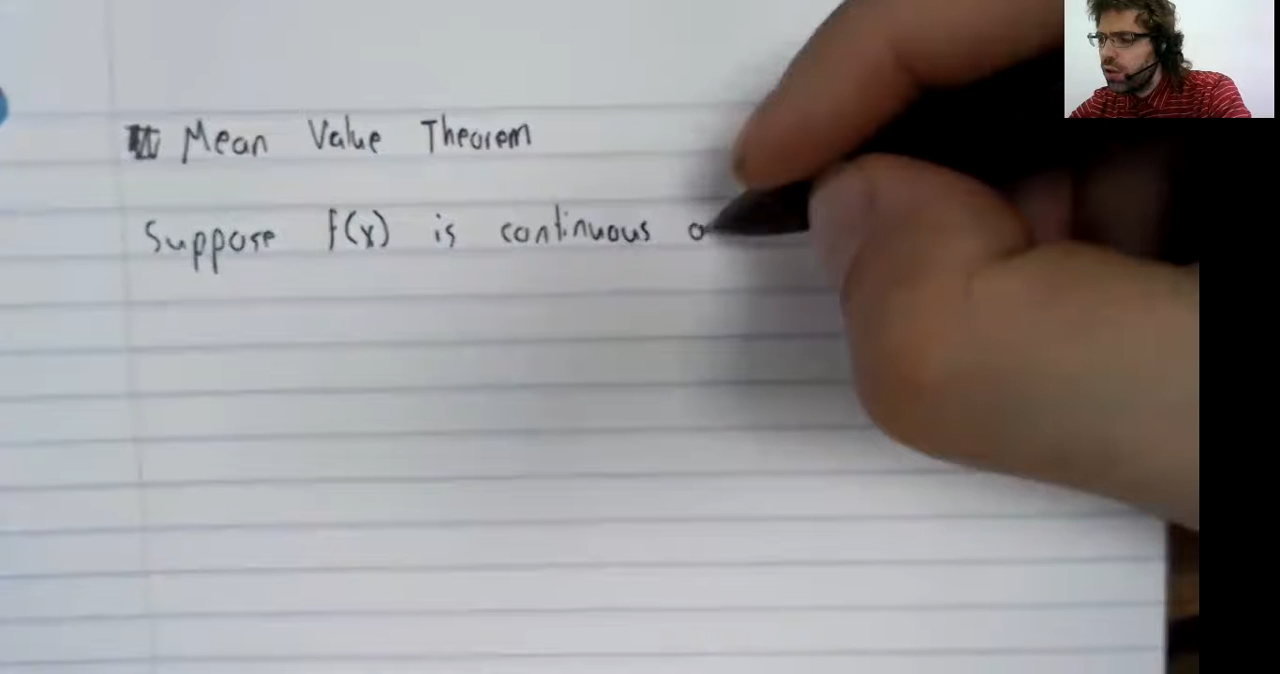 Mean Value Theorem
Suppose f(x) is continuous o